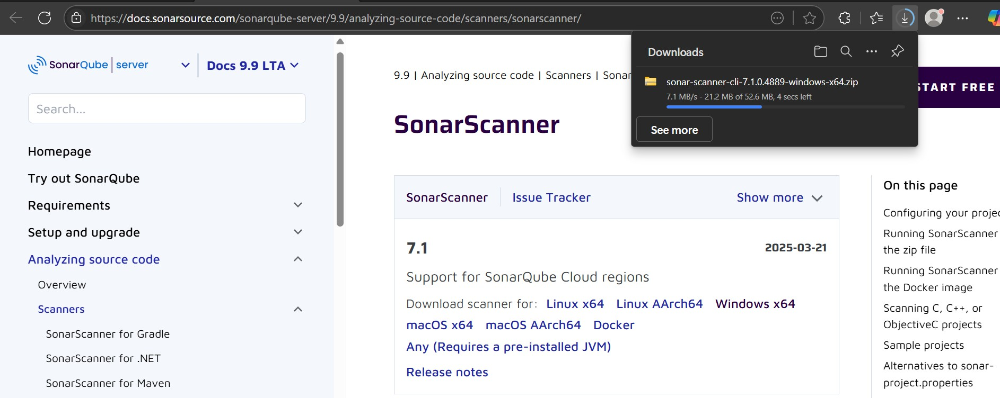 https://docs.sonarsource.com/sonarqube-server/9.9/analyzing-source-code/scanners/sonarscanner/
SonarQube server
Docs 9.9 LTA
Search...
Homepage
Try out SonarQube
Requirements
Setup and upgrade
Analyzing source code
Overview
Scanners
SonarScanner for Gradle
SonarScanner for .NET
SonarScanner for Maven
9.9 | Analyzing source code | Scanners | Sonar
Downloads
sonar-scanner-cli-7.1.0.4889-windows-x64.zip
7.1 MB/s - 21.2 MB of 52.6 MB, 4 secs left
See more
START FREE
SonarScanner
SonarScanner
Issue Tracker
Show more
7.1
2025-03-21
Support for SonarQube Cloud regions
Download scanner for: Linux x64 Linux AArch64 Windows x64
macOS x64 macOS AArch64 Docker
Any (Requires a pre-installed JVM)
Release notes
On this page
Configuring your projec
Running SonarScanner
the zip file
Running SonarScanner
the Docker image
Scanning C, C++, or
ObjectiveC projects
Sample projects
Alternatives to sonar-
project.properties